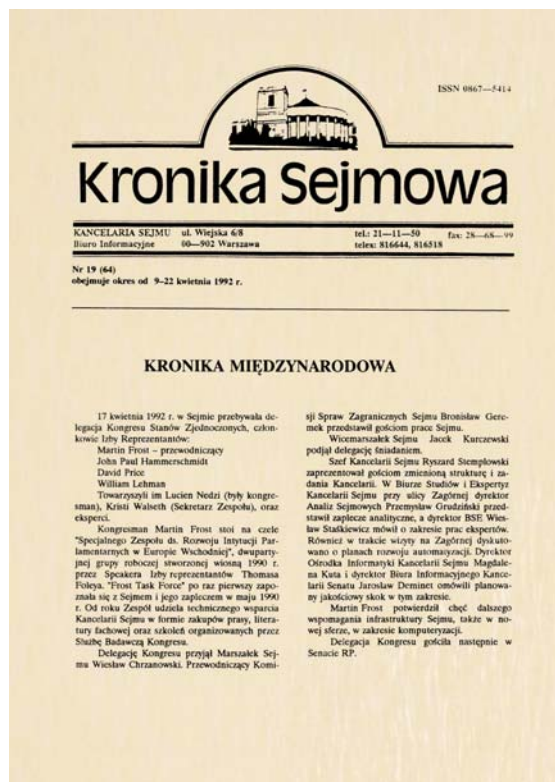 ISSN 0867—5414
Kronika Sejmowa
KANCELARIA SEJMU ul. Wiejska 6/8 tel.: 21—11—50 fax: 28—68—99
Biuro Informacyjne 00—902 Warszawa telex: 816644, 816518
Nr 19 (64)
obejmuje okres od 9–22 kwietnia 1992 r.
KRONIKA MIĘDZYNARODOWA
17 kwietnia 1992 r. w Sejmie przebywała de-
legacja Kongresu Stanów Zjednoczonych, człon-
kowie Izby Reprezentantów:
Martin Frost – przewodniczący
John Paul Hammerschmidt
David Price
William Lehman
Towarzyszyli im Lucien Nedzi (były kongre-
sman), Kristi Walseth (Sekretarz Zespołu), oraz
eksperci.
Kongresman Martin Frost stoi na czele
"Specjalnego Zespołu ds. Rozwoju Intytucji Par-
lamentarnych w Europie Wschodniej", dwuparty-
jnej grupy roboczej stworzonej wiosną 1990 r.
przez Speakera Izby reprezentantów Thomasa
Foleya. "Frost Task Force" po raz pierwszy zapo-
znała się z Sejmem i jego zapleczem w maju 1990
r. Od roku Zespół udziela technicznego wsparcia
Kancelarii Sejmu w formie zakupów prasy, litera-
tury fachowej oraz szkoleń organizowanych przez
Służbę Badawczą Kongresu.
Delegację Kongresu przyjął Marszałek Sej-
mu Wiesław Chrzanowski. Przewodniczący Komi-
sji Spraw Zagranicznych Sejmu Bronisław Gere-
mek przedstawił gościom prace Sejmu.
Wicemarszałek Sejmu Jacek Kurczewski
podjął delegację śniadaniem.
Szef Kancelarii Sejmu Ryszard Stemplowski
zaprezentował gościom zmienioną strukturę i za-
dania Kancelarii. W Biurze Studiów i Ekspertyz
Kancelarii Sejmu przy ulicy Zagórnej dyrektor
Analiz Sejmowych Przemysław Grudziński przed-
stawił zaplecze analityczne, a dyrektor BSE Wies-
ław Staśkiewicz mówił o zakresie prac ekspertów.
Również w trakcie wizyty na Zagórnej dyskuto-
wano o planach rozwoju automatyzacji. Dyrektor
Ośrodka Informatyki Kancelarii Sejmu Magdale-
na Kuta i dyrektor Biura Informacyjnego Kance-
larii Senatu Jarosław Deminet omówili planowa-
ny jakościowy skok w tym zakresie.
Martin Frost potwierdził chęć dalszego
wspomagania infrastruktury Sejmu, także w no-
wej sferze, w zakresie komputeryzacji.
Delegacja Kongresu gościła następnie w
Senacie RP.